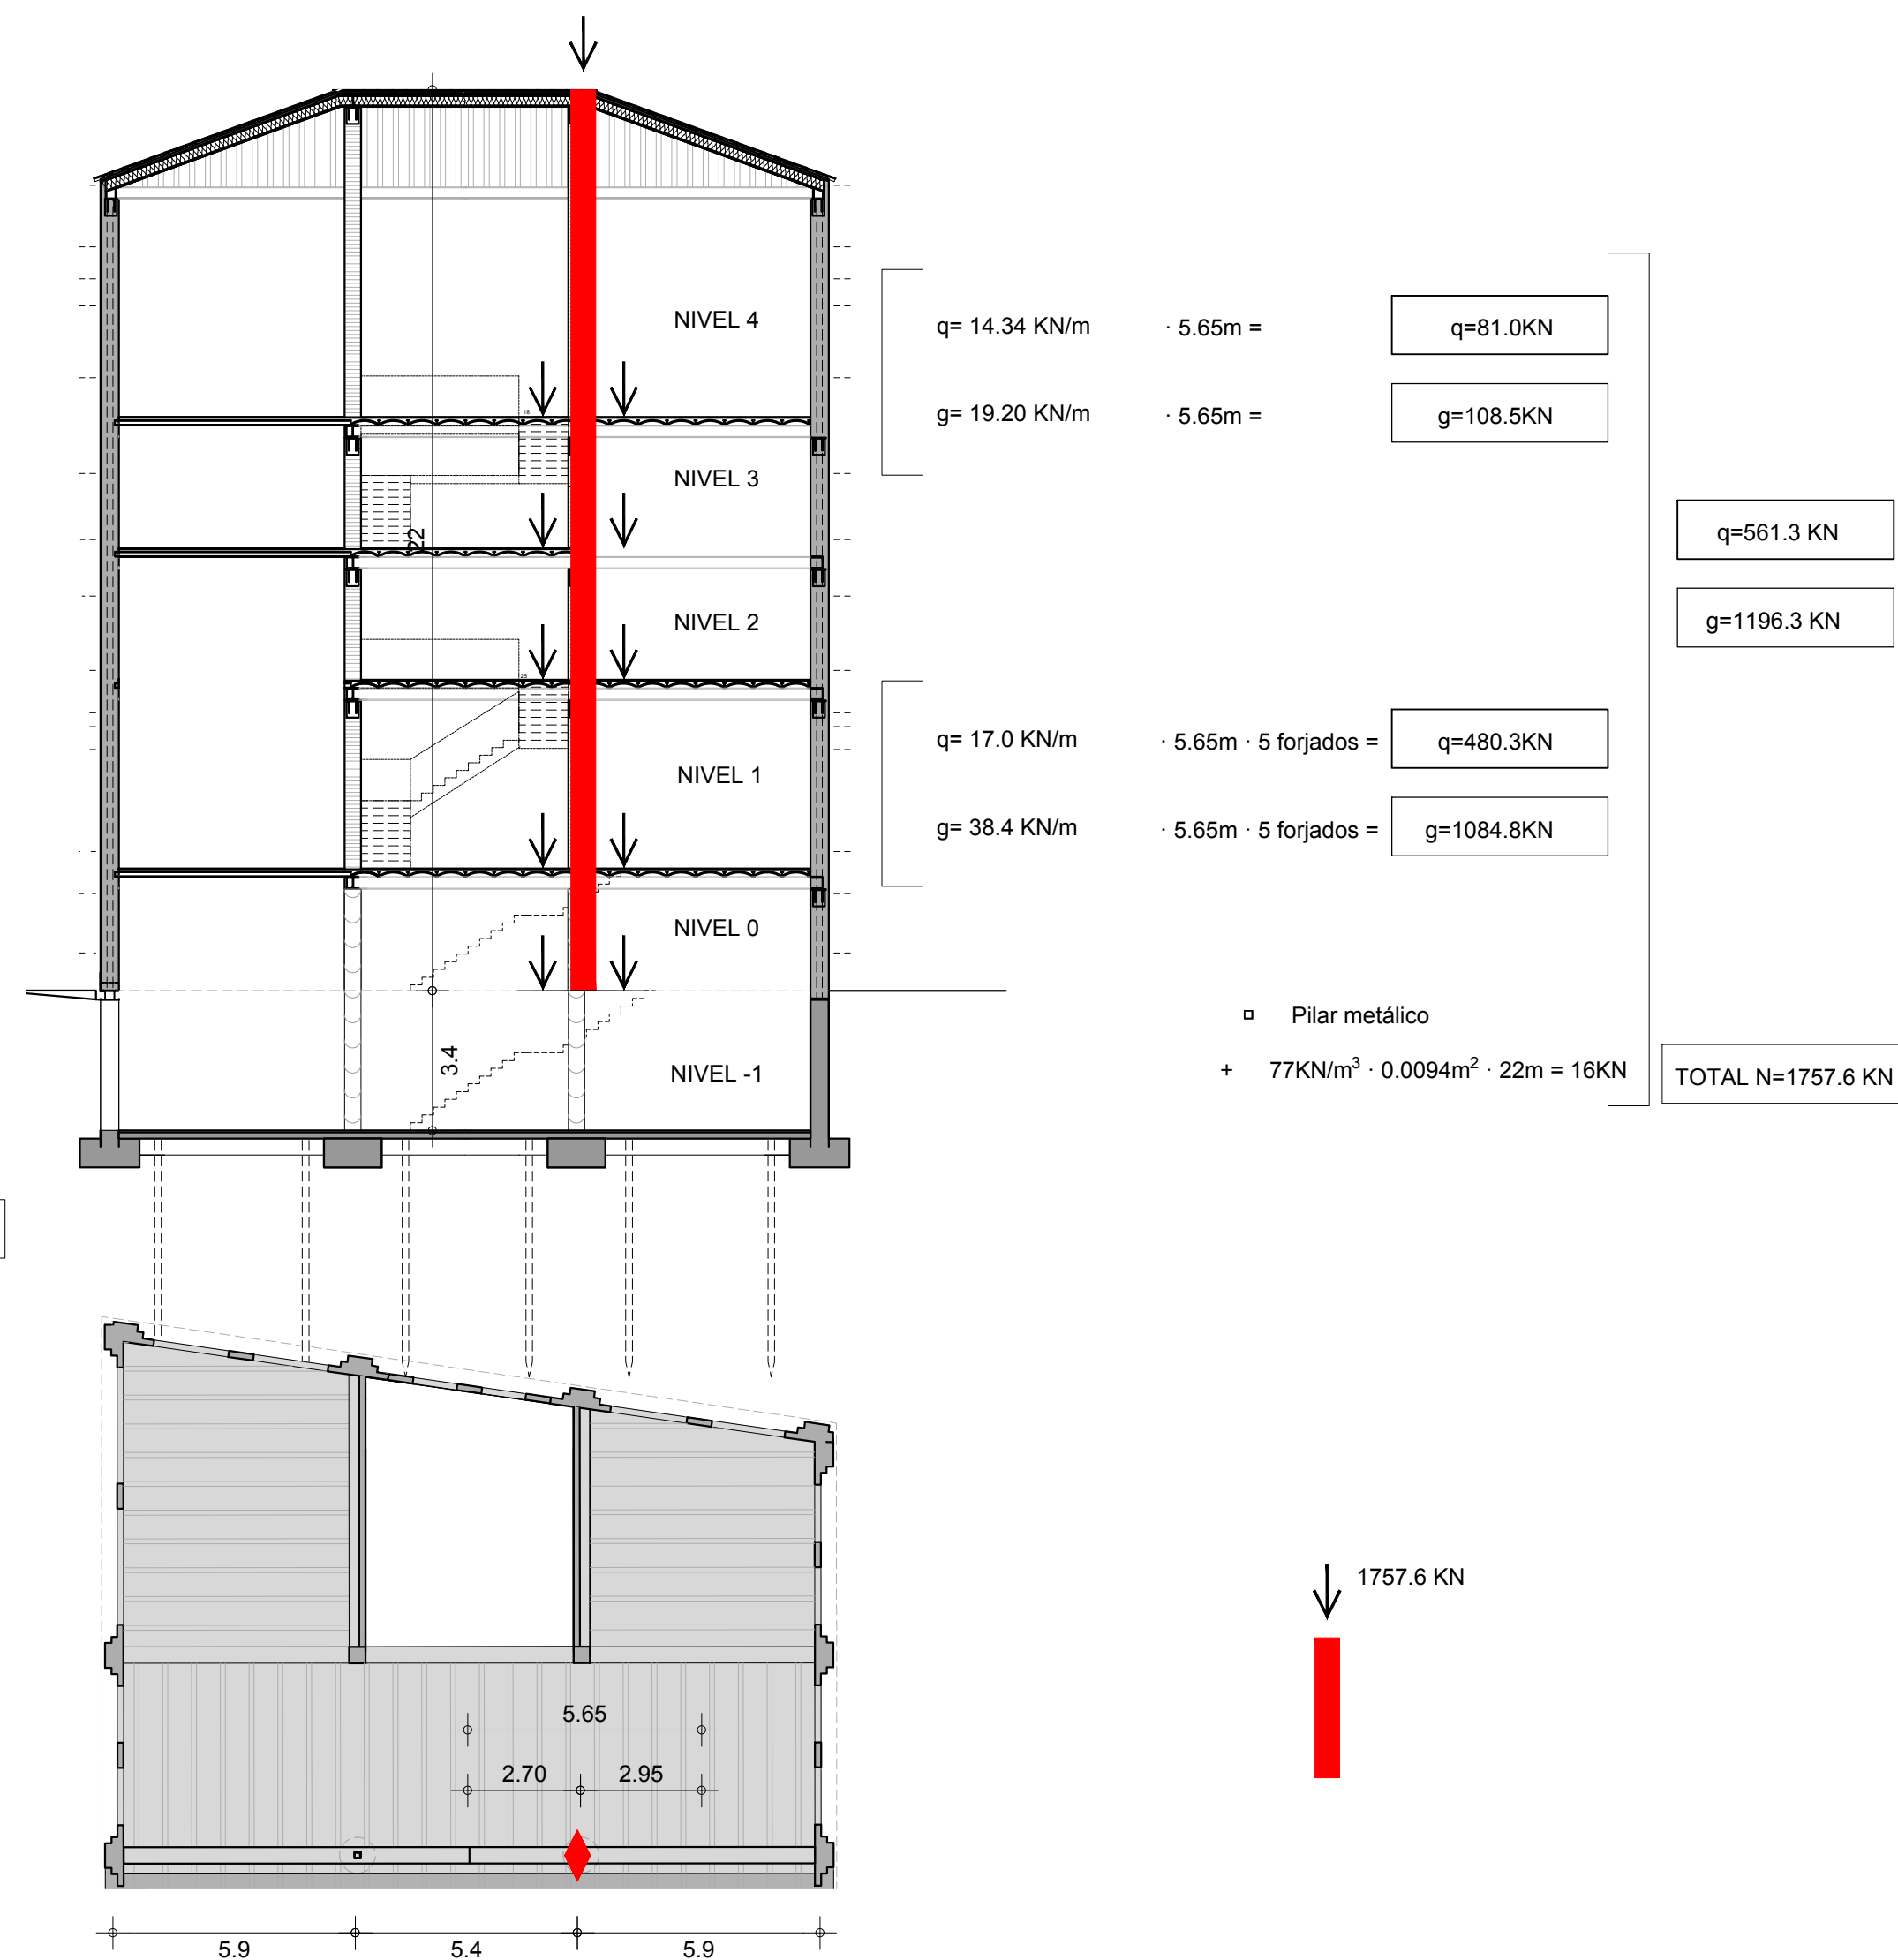 NIVEL 4
q= 14.34 KN/m · 5.65m = q=81.0KN
g= 19.20 KN/m · 5.65m = g=108.5KN
18
NIVEL 3
22
q=561.3 KN
g=1196.3 KN
NIVEL 2
25
q= 17.0 KN/m · 5.65m · 5 forjados = q=480.3KN
NIVEL 1
g= 38.4 KN/m · 5.65m · 5 forjados = g=1084.8KN
NIVEL 0
Pilar metálico
3.4
NIVEL -1
+ 77KN/m³ · 0.0094m² · 22m = 16KN
TOTAL N=1757.6 KN
1757.6 KN
5.65
2.70 2.95
5.9 5.4 5.9